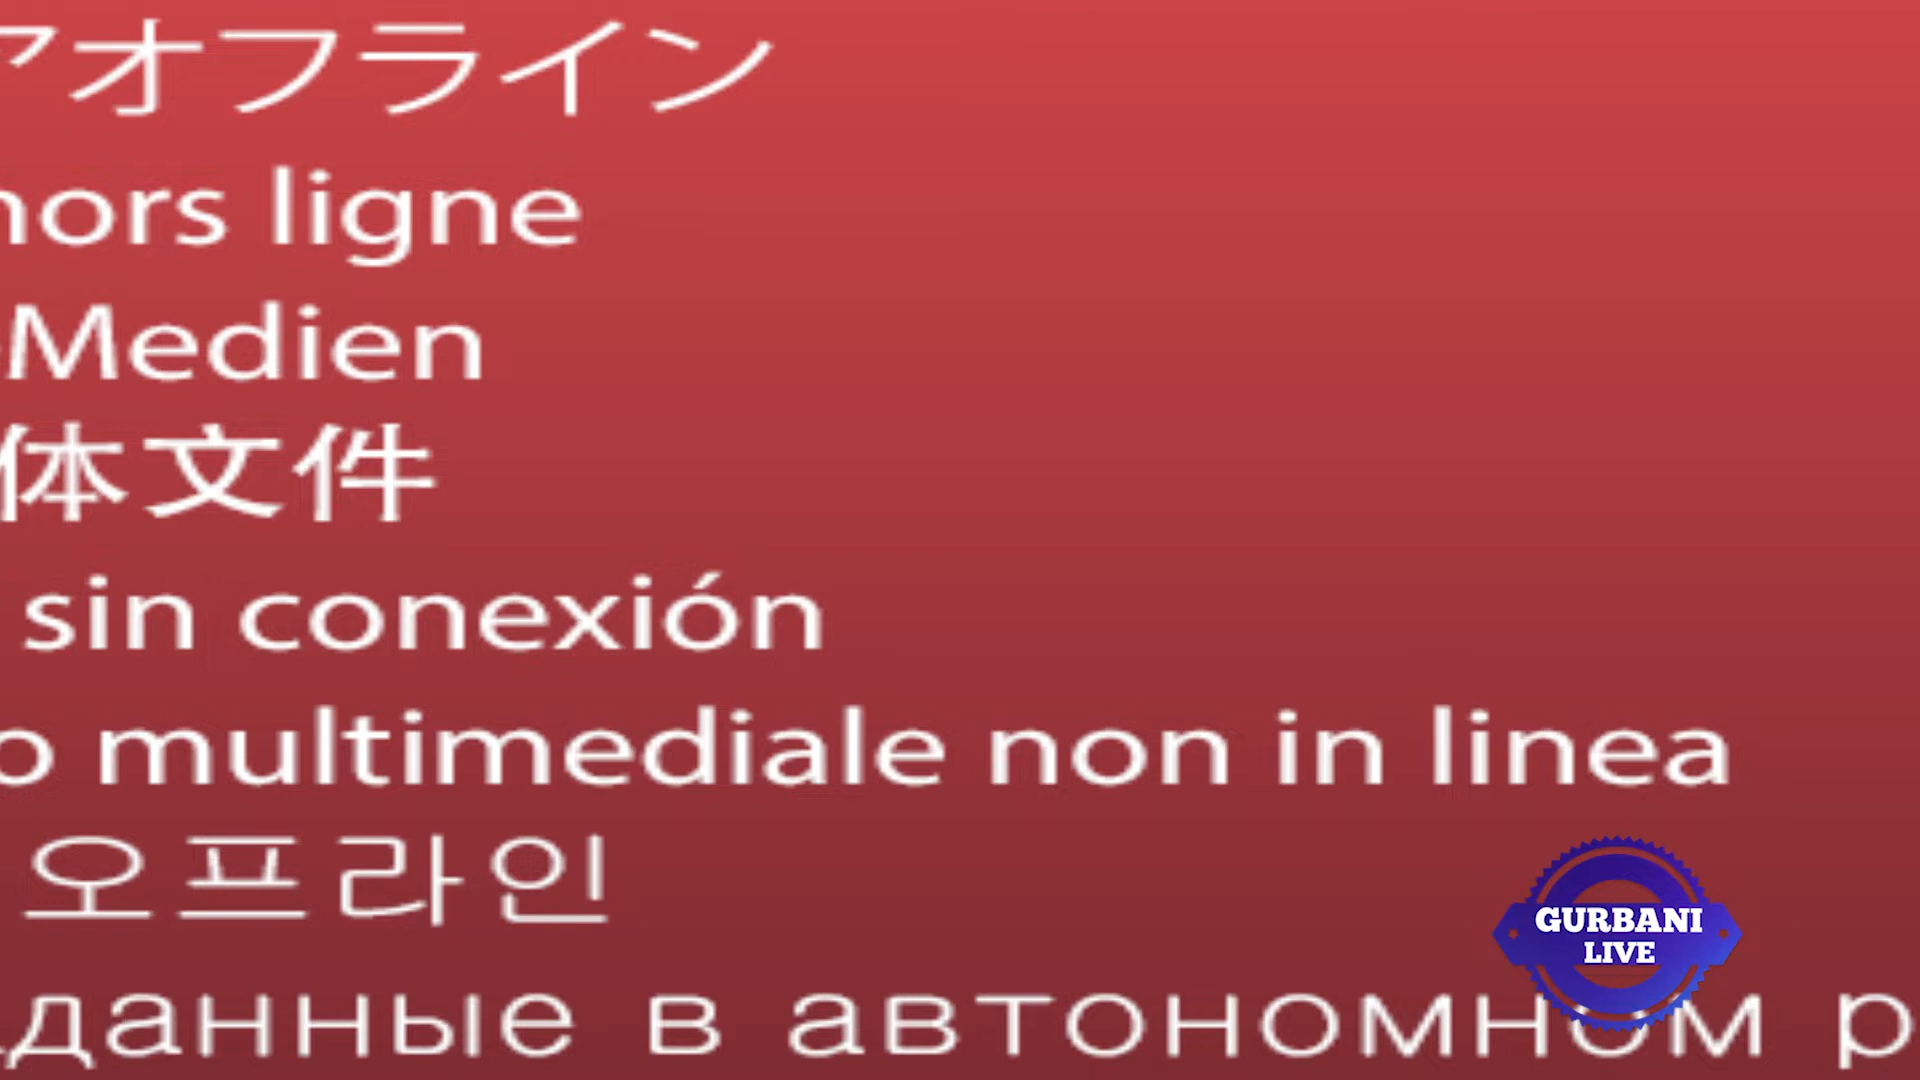 アオフライン
hors ligne
-Medien
体文件
sin conexión
o multimediale non in linea
오프라인
данные в автономном р
GURBANI
LIVE